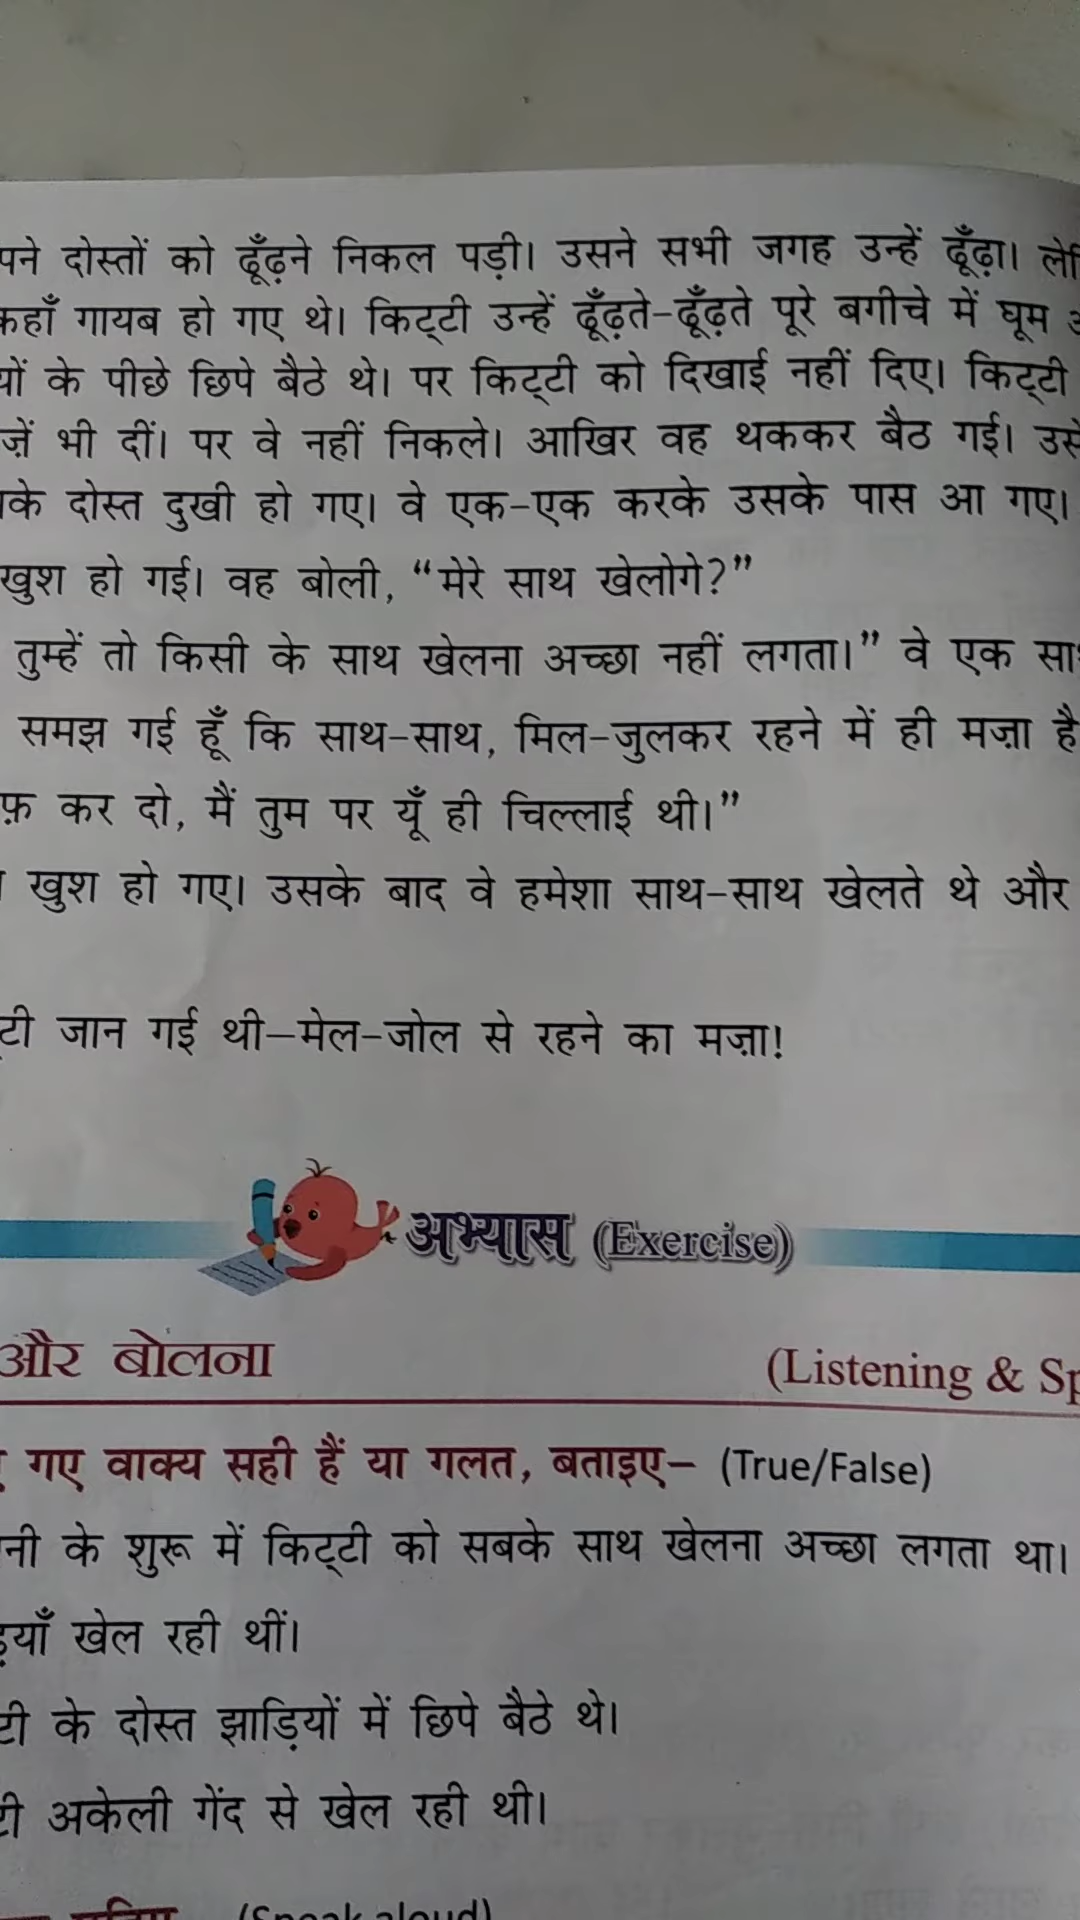 दोस्तों को ढूँढ़ने निकल पड़ी। उसने सभी जगह उन्हें ढूँढ़ा।
कहाँ गायब हो गए थे। किट्टी उन्हें ढूँढ़ते-ढूँढ़ते पूरे बगीचे में घूम
के पीछे छिपे बैठे थे। पर किट्टी को दिखाई नहीं दिए। किट्टी
भी दीं। पर वे नहीं निकले। आखिर वह थककर बैठ गई।
दोस्त दुखी हो गए। वे एक-एक करके उसके पास आ गए।
खुश हो गई। वह बोली, “मेरे साथ खेलोगे?”
तुम्हें तो किसी के साथ खेलना अच्छा नहीं लगता।” वे एक
समझ गई हूँ कि साथ-साथ, मिल-जुलकर रहने में ही मज़ा है
कर दो, मैं तुम पर यूँ ही चिल्लाई थी।”
खुश हो गए। उसके बाद वे हमेशा साथ-साथ खेलते थे और
जान गई थी—मेल-जोल से रहने का मज़ा!
अभ्यास (Exercise)
और बोलना (Listening &
गए वाक्य सही हैं या गलत, बताइए— (True/False)
के शुरू में किट्टी को सबके साथ खेलना अच्छा लगता था।
खेल रही थीं।
के दोस्त झाड़ियों में छिपे बैठे थे।
अकेली गेंद से खेल रही थी।
(Speak aloud)